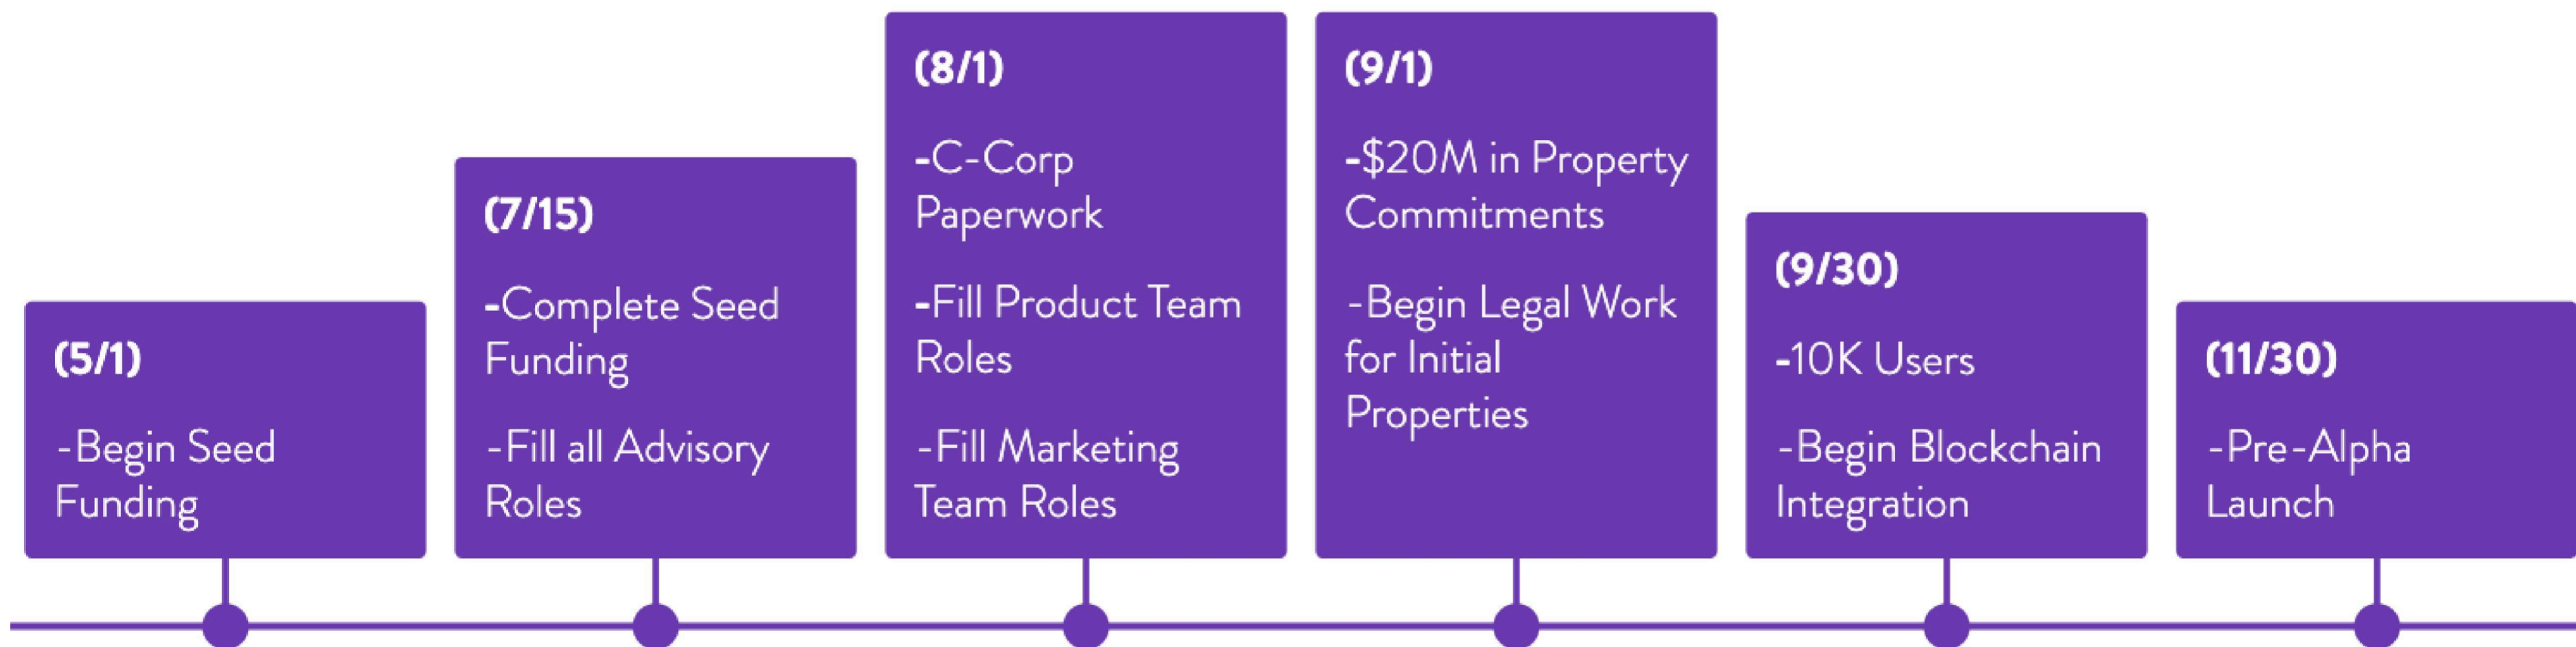 (5/1)
-Begin Seed
Funding
(7/15)
-Complete Seed
Funding
-Fill all Advisory
Roles
(8/1)
-C-Corp
Paperwork
-Fill Product Team
Roles
-Fill Marketing
Team Roles
(9/1)
-$20M in Property
Commitments
-Begin Legal Work
for Initial
Properties
(9/30)
-10K Users
-Begin Blockchain
Integration
(11/30)
-Pre-Alpha
Launch